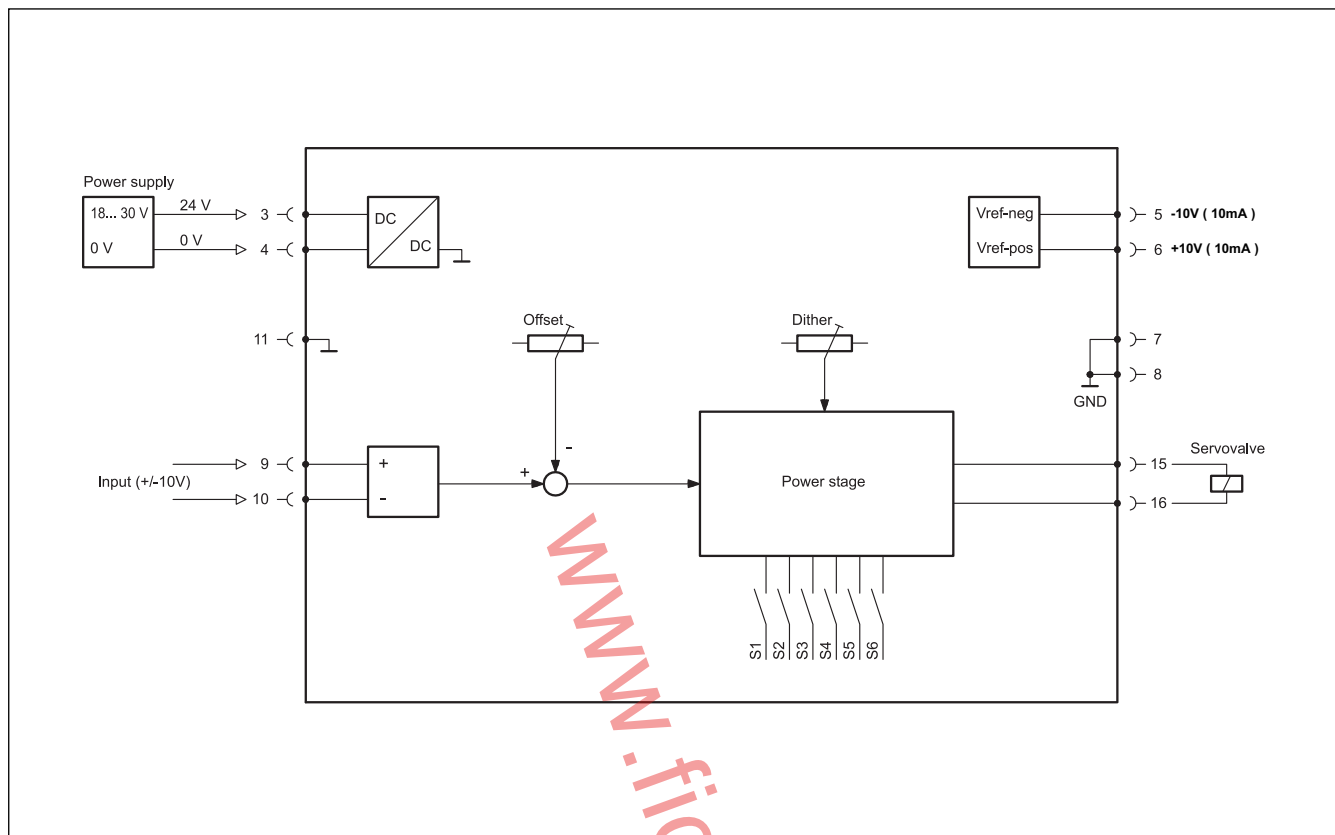 Power supply
18... 30 V
24 V
3
0 V
0 V
4
DC
DC
Vref-neg
5
-10V ( 10mA )
Vref-pos
6
+10V ( 10mA )
11
Offset
Dither
7
8
GND
Input (+/-10V)
9
10
+
-
+
-
Power stage
Servovalve
15
16
S1
S2
S3
S4
S5
S6
www.fic